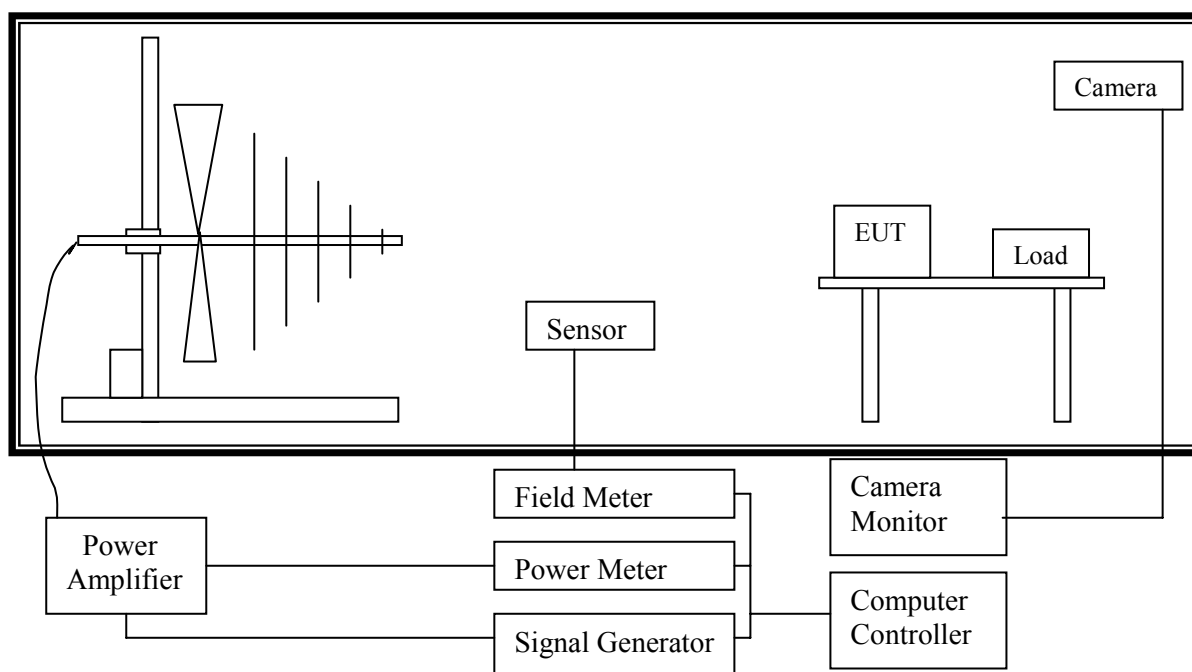 Camera
EUT
Load
Sensor
Field Meter
Camera
Monitor
Power
Amplifier
Power Meter
Computer
Controller
Signal Generator